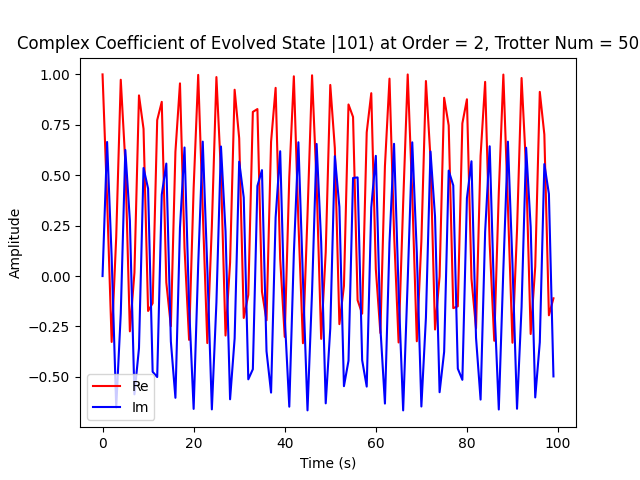 Complex Coefficient of Evolved State |101⟩ at Order = 2, Trotter Num = 50
1.00
0.75
0.50
0.25
0.00
−0.25
−0.50
Amplitude
Re
Im
0 20 40 60 80 100
Time (s)